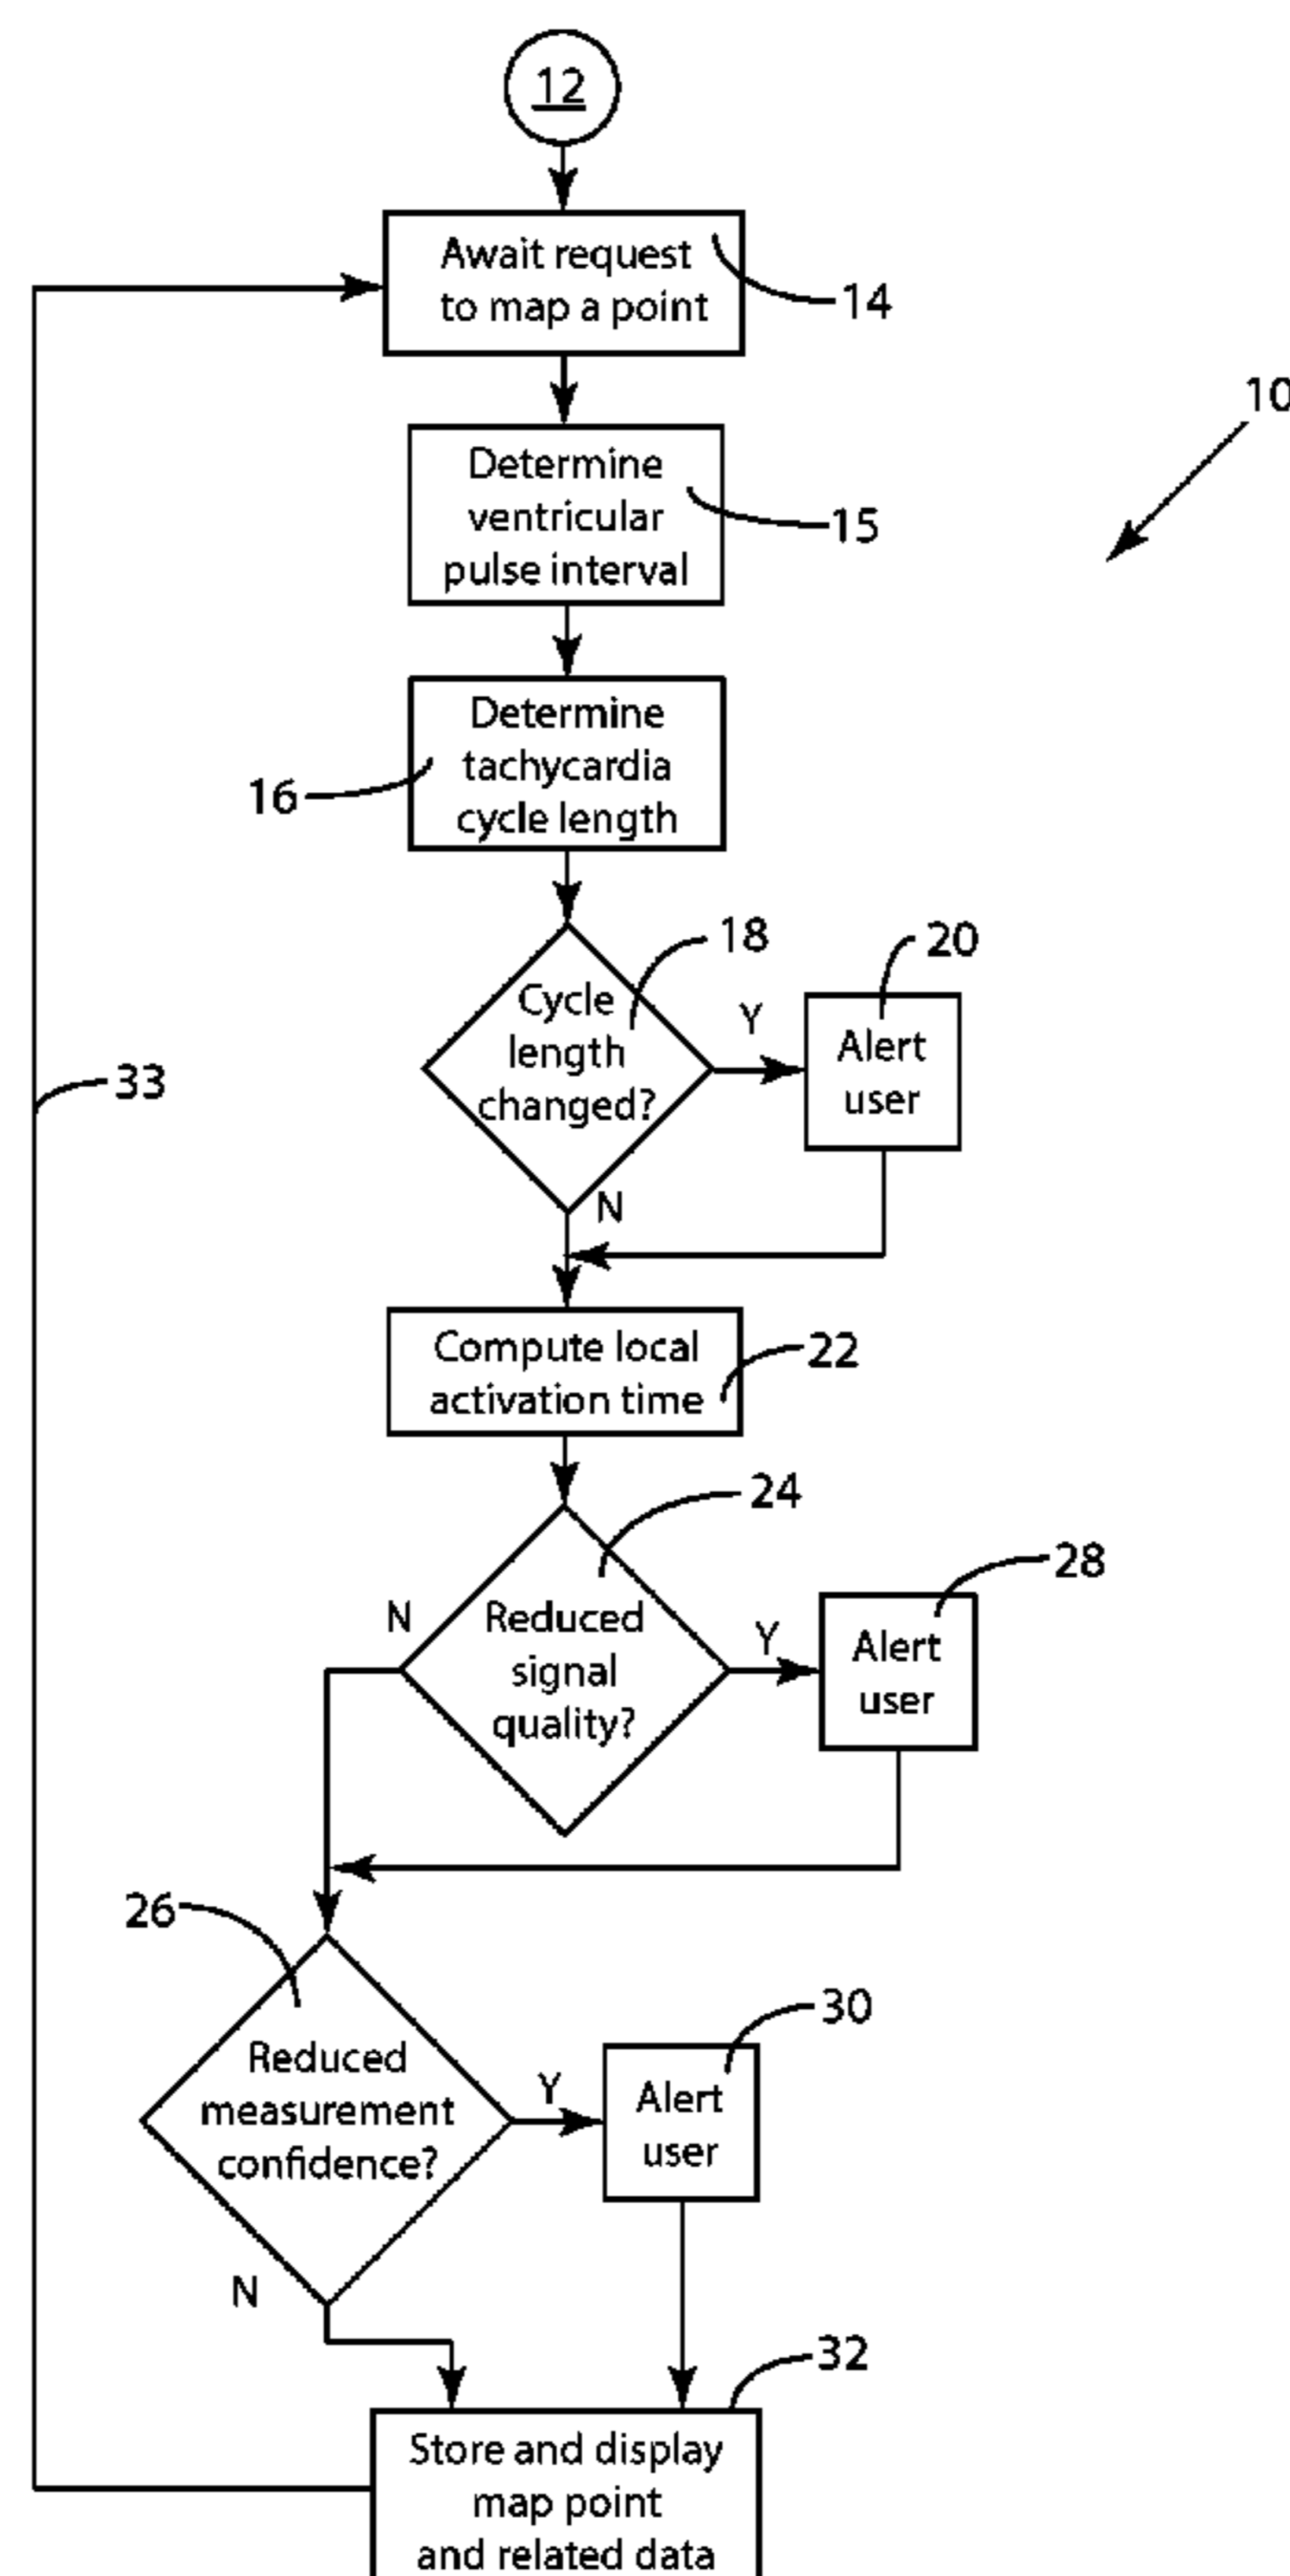 12
Await request
to map a point
14
10
Determine
ventricular
pulse interval
15
Determine
tachycardia
cycle length
16
18
20
Cycle
length
changed?
Y
Alert
user
33
N
Compute local
activation time
22
24
28
N
Reduced
signal
quality?
Y
Alert
user
26
30
Reduced
measurement
confidence?
Y
Alert
user
N
32
Store and display
map point
and related data